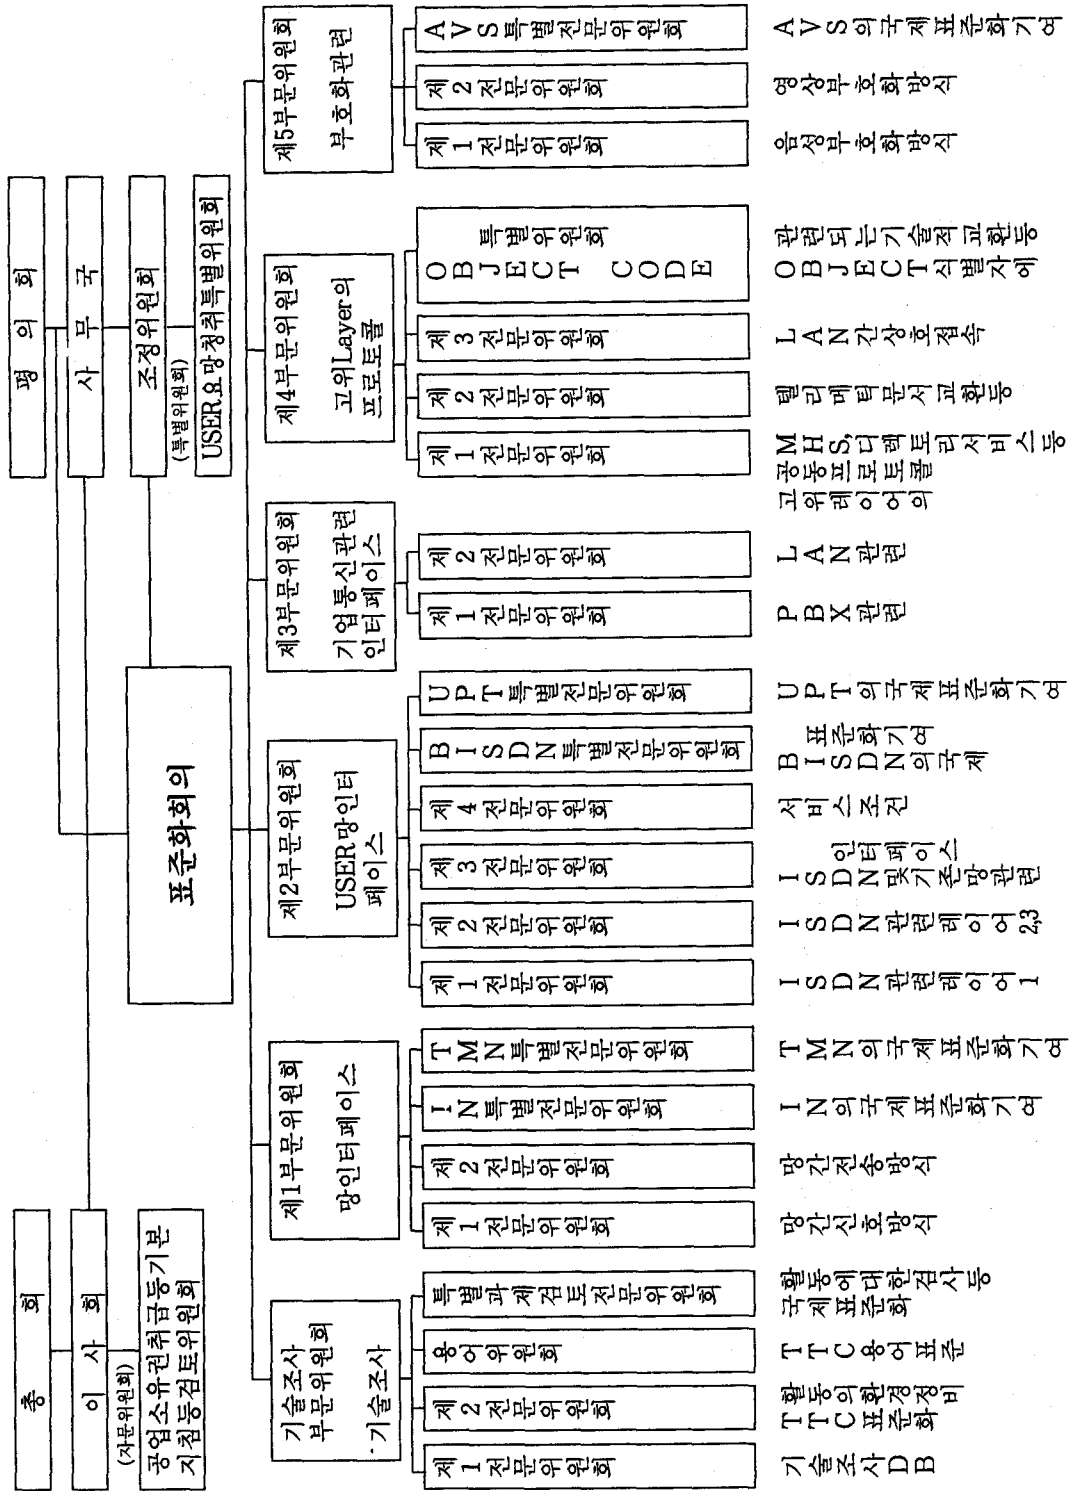 총 회
이 사 회
(자문위원회)
공업소유권취급등기본
지침등검토위원회
평 의 회
사 무 국
조정위원회
(특별위원회)
USER요망청취특별위원회
표준화회의
기술조사
부문위원회
기술조사
제1전문위원회
기술조사DB
제2전문위원회
TTC표준화
활동의환경정비
용어위원회
TTC용어표준
특별과제검토전문위원회
국제표준화
활동에대한검사등
제1부문위원회
망인터페이스
제1전문위원회
망간신호방식
제2전문위원회
망간전송방식
IN특별전문위원회
IN의국제표준화기여
TMN특별전문위원회
TMN의국제표준화기여
제2부문위원회
USER망인터
페이스
제1전문위원회
ISDN관련레이어1
제2전문위원회
ISDN관련레이어2,3
제3전문위원회
ISDN및기존망관련
인터페이스
제4전문위원회
서비스조건
BISDN특별전문위원회
BISDN의국제
표준화기여
UPT특별전문위원회
UPT의국제표준화기여
제3부문위원회
기업통신관련
인터페이스
제1전문위원회
PBX관련
제2전문위원회
LAN관련
제4부문위원회
고위Layer의
프로토콜
제1전문위원회
고위레이어의
공동프로토콜
MHS,디렉토리서비스등
제2전문위원회
텔리매틱문서교환등
제3전문위원회
LAN간상호접속
OBJECT CODE
특별위원회
OBJECT식별자에
관련되는기술적교환등
제5부문위원회
부호화관련
제1전문위원회
음성부호화방식
제2전문위원회
영상부호화방식
AVS특별전문위원회
AVS의국제표준화기여